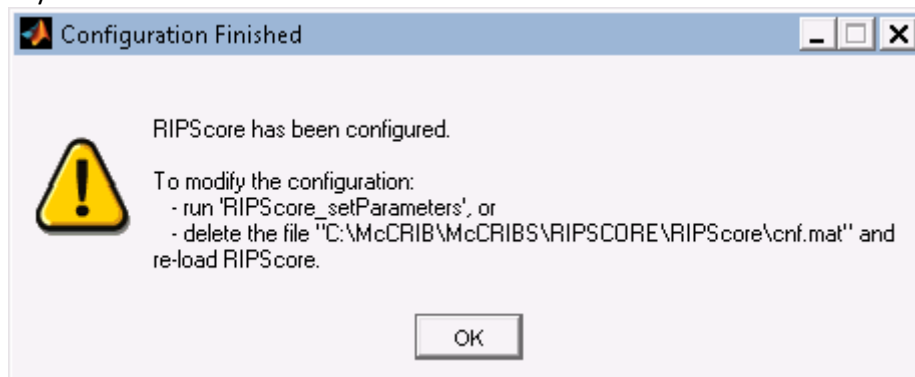 Configuration Finished
RIPScore has been configured.
To modify the configuration:
- run 'RIPScore_setParameters', or
- delete the file "C:\McCRIB\McCRIBS\RIPSCORE\RIPScore\cnf.mat" and
re-load RIPScore.
OK